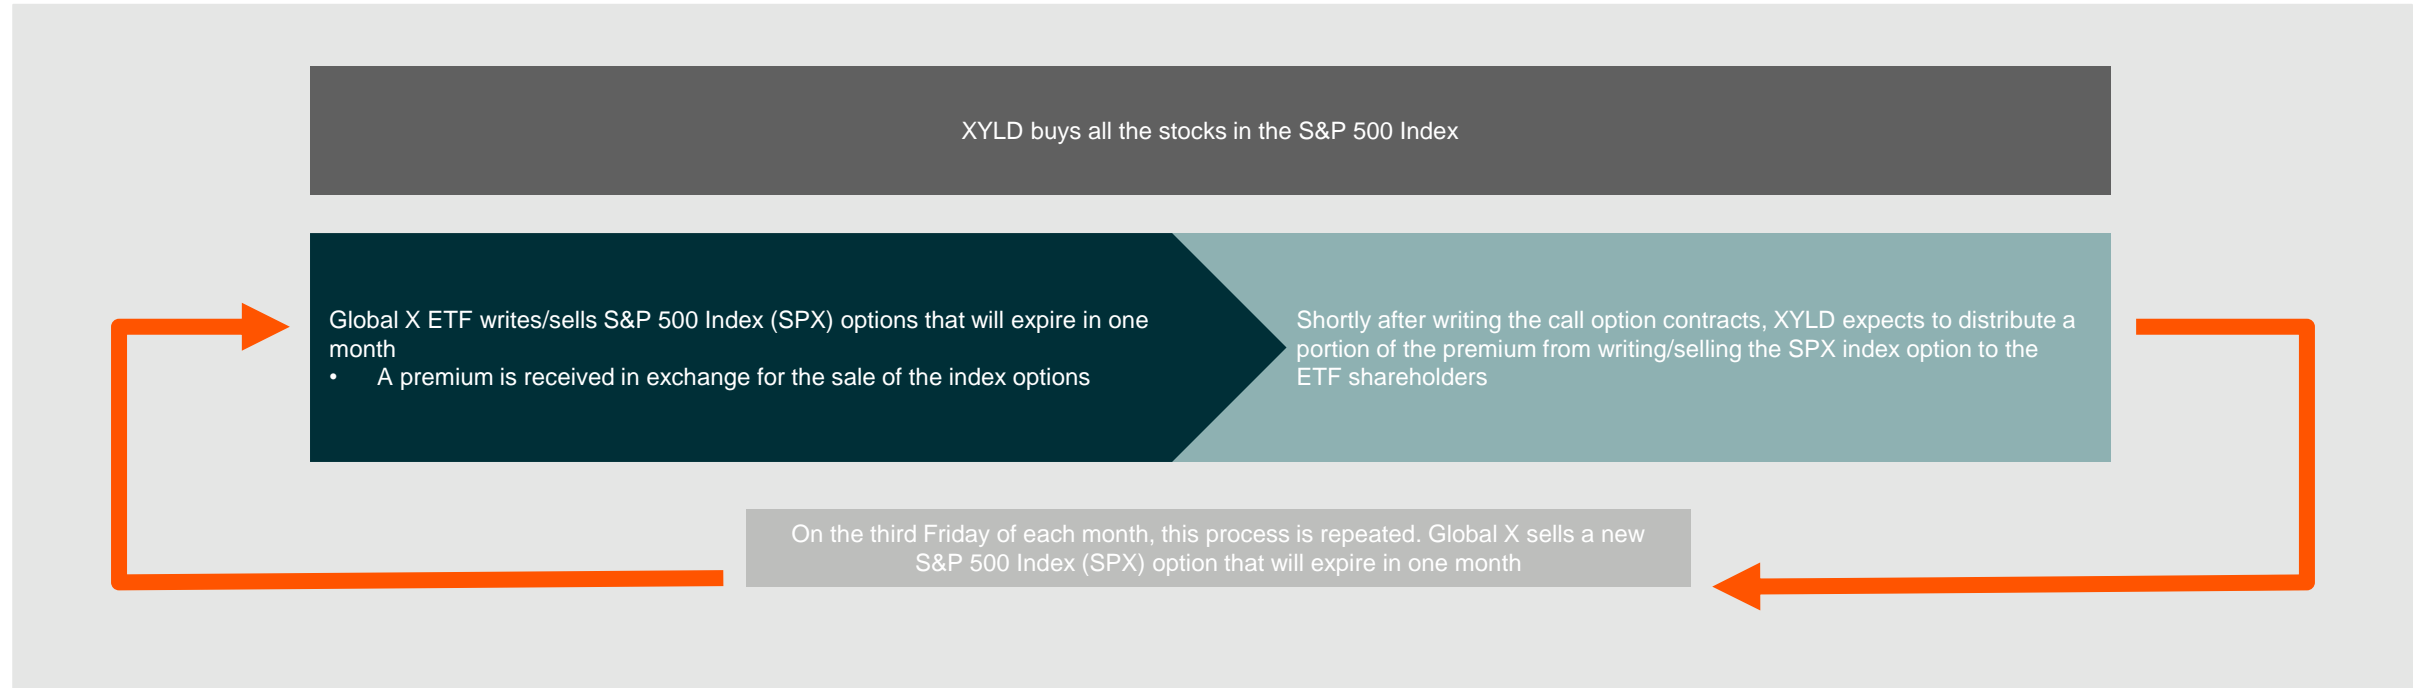 XYLD buys all the stocks in the S&P 500 Index
Global X ETF writes/sells S&P 500 Index (SPX) options that will expire in one
month
• A premium is received in exchange for the sale of the index options
Shortly after writing the call option contracts, XYLD expects to distribute a
portion of the premium from writing/selling the SPX index option to the
ETF shareholders
On the third Friday of each month, this process is repeated. Global X sells a new
S&P 500 Index (SPX) option that will expire in one month